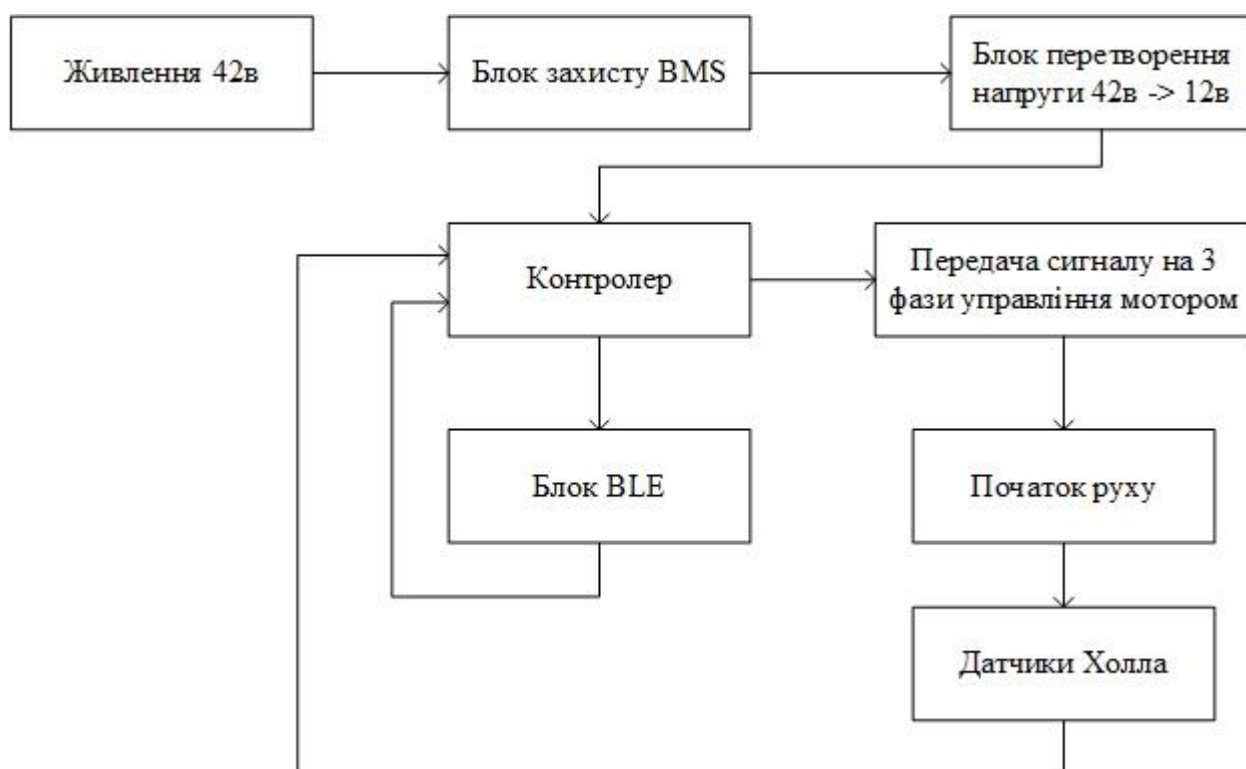 Живлення 42в
Блок захисту BMS
Блок перетворення
напруги 42в -> 12в
Контролер
Передача сигналу на 3
фази управління мотором
Блок BLE
Початок руху
Датчики Холла